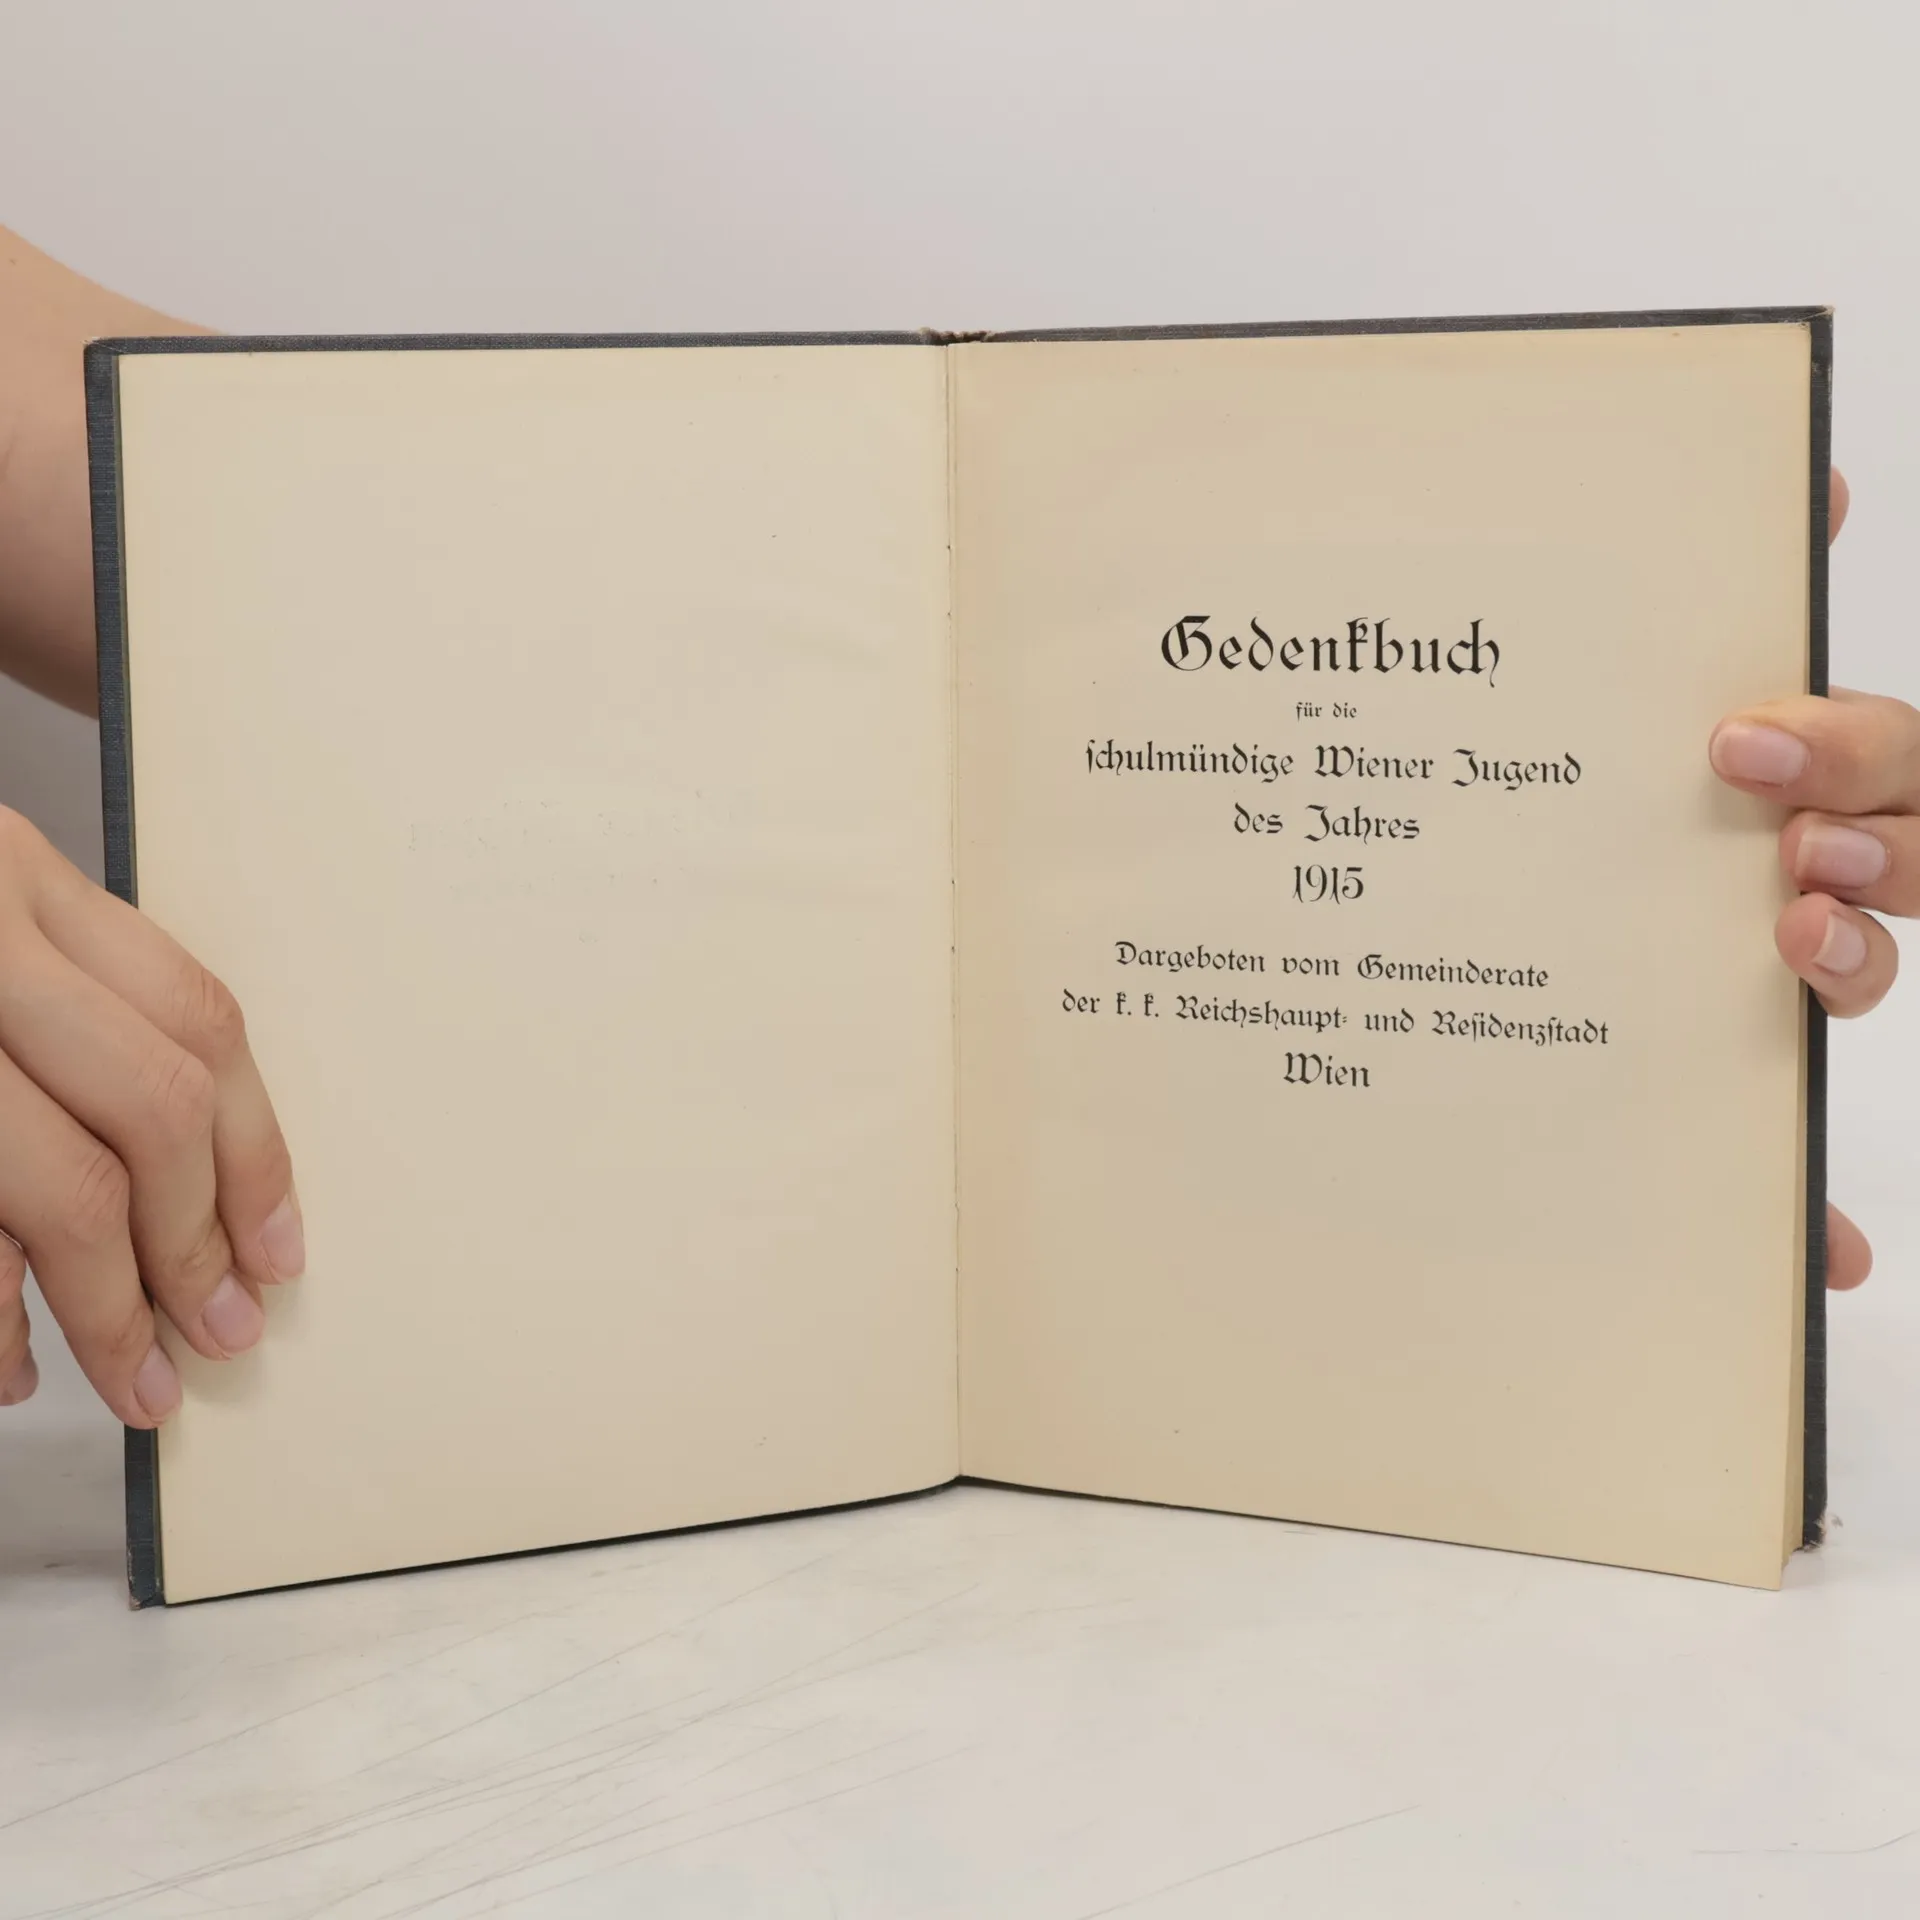 Gedenkbuch
für die
schulmündige Wiener Jugend
des Jahres
1915
Dargeboten vom Gemeinderate
der k. k. Reichshaupt- und Residenzstadt
Wien